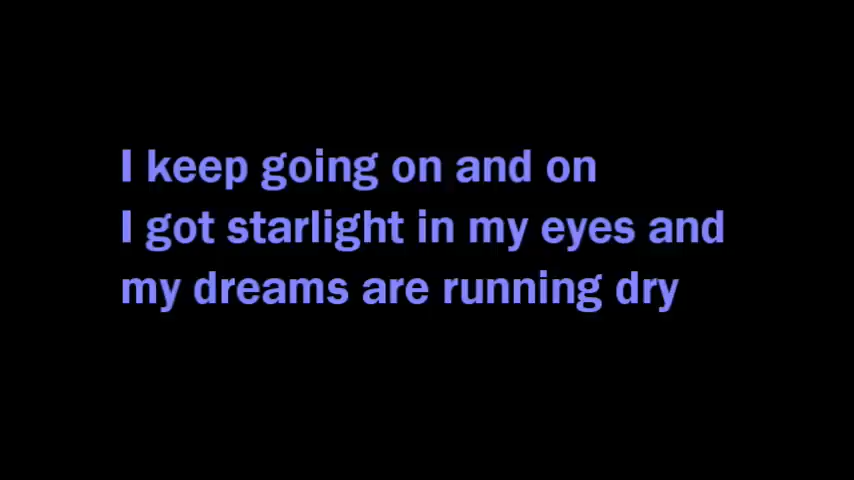 I keep going on and on
I got starlight in my eyes and
my dreams are running dry